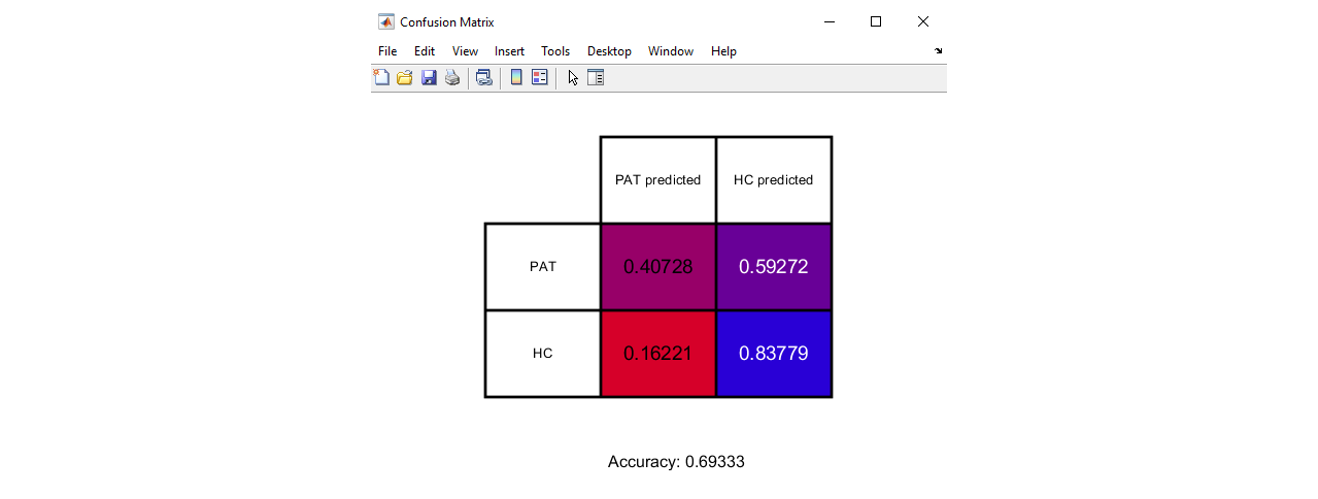 Confusion Matrix
File Edit View Insert Tools Desktop Window Help
PAT predicted HC predicted
PAT 0.40728 0.59272
HC 0.16221 0.83779
Accuracy: 0.69333